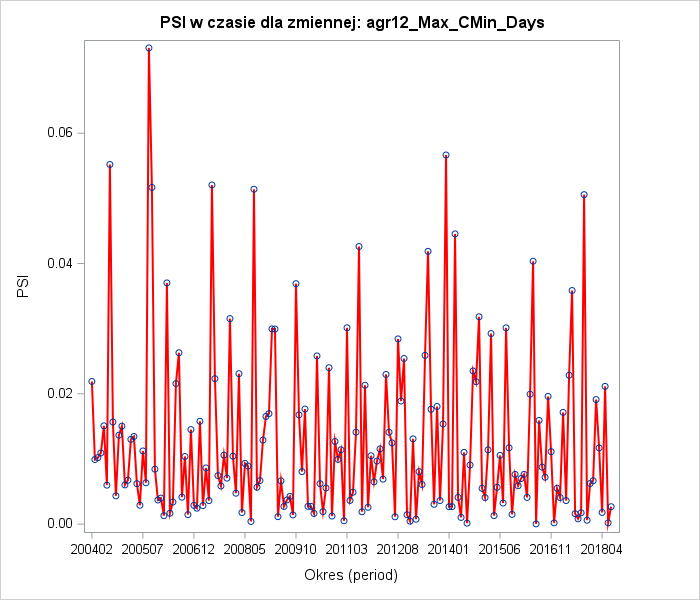 PSI w czasie dla zmiennej: agr12_Max_CMin_Days
0.06
0.04
0.02
0.00
PSI
200402 200507 200612 200805 200910 201103 201208 201401 201506 201611 201804
Okres (period)